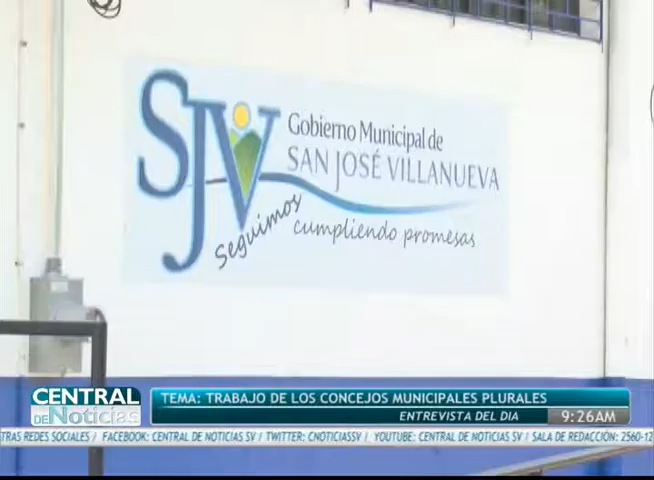 SJV
Gobierno Municipal de
SAN JOSÉ VILLANUEVA
Seguimos
cumpliendo promesas
CENTRAL
DE Noticias
TEMA: TRABAJO DE LOS CONCEJOS MUNICIPALES PLURALES
ENTREVISTA DEL DIA
9:26AM
TRAS REDES SOCIALES / FACEBOOK: CENTRAL DE NOTICIAS SV / TWITTER: CNOTICIASSV / YOUTUBE: CENTRAL DE NOTICIAS SV / SALA DE REDACCIÓN: 2560-12